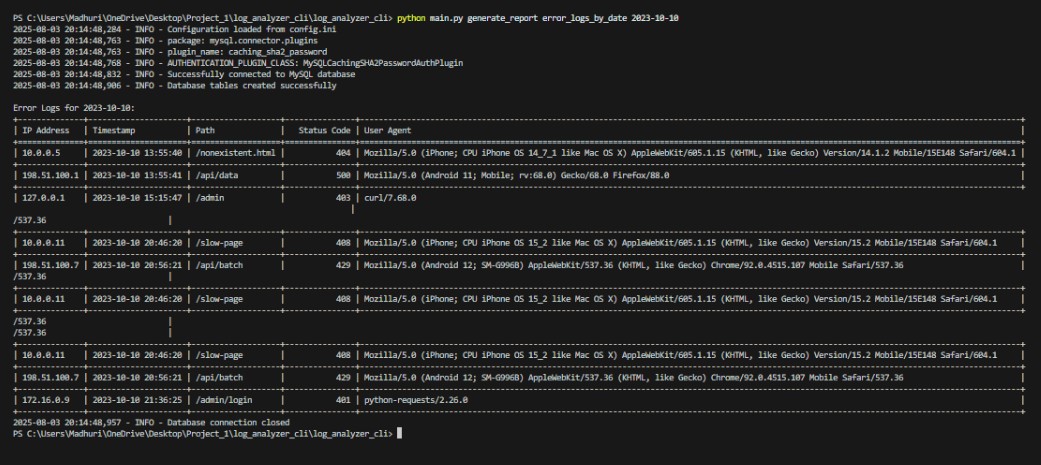 PS C:\Users\Madhuri\OneDrive\Desktop\Project_1\log_analyzer_cli\log_analyzer_cli> python main.py generate_report error_logs_by_date 2023-10-10
2025-08-03 20:14:48,284 - INFO - Configuration loaded from config.ini
2025-08-03 20:14:48,763 - INFO - package: mysql.connector.plugins
2025-08-03 20:14:48,763 - INFO - plugin_name: caching_sha2_password
2025-08-03 20:14:48,768 - INFO - AUTHENTICATION_PLUGIN_CLASS: MySQLCachingSHA2PasswordAuthPlugin
2025-08-03 20:14:48,832 - INFO - Successfully connected to MySQL database
2025-08-03 20:14:48,906 - INFO - Database tables created successfully
Error Logs for 2023-10-10:
| IP Address | Timestamp | Path | Status Code | User Agent |
| 10.0.0.5 | 2023-10-10 13:55:40 | /nonexistent.html | 404 | Mozilla/5.0 (iPhone; CPU iPhone OS 14_7_1 like Mac OS X) AppleWebKit/605.1.15 (KHTML, like Gecko) Version/14.1.2 Mobile/15E148 Safari/604.1 |
| 198.51.100.1 | 2023-10-10 13:55:41 | /api/data | 500 | Mozilla/5.0 (Android 11; Mobile; rv:68.0) Gecko/68.0 Firefox/88.0 |
| 127.0.0.1 | 2023-10-10 15:15:47 | /admin | 403 | curl/7.68.0
|
/537.36 |
| 10.0.0.11 | 2023-10-10 20:46:20 | /slow-page | 408 | Mozilla/5.0 (iPhone; CPU iPhone OS 15_2 like Mac OS X) AppleWebKit/605.1.15 (KHTML, like Gecko) Version/15.2 Mobile/15E148 Safari/604.1 |
| 198.51.100.7 | 2023-10-10 20:56:21 | /api/batch | 429 | Mozilla/5.0 (Android 12; SM-G996B) AppleWebKit/537.36 (KHTML, like Gecko) Chrome/92.0.4515.107 Mobile Safari/537.36 |
/537.36 |
| 10.0.0.11 | 2023-10-10 20:46:20 | /slow-page | 408 | Mozilla/5.0 (iPhone; CPU iPhone OS 15_2 like Mac OS X) AppleWebKit/605.1.15 (KHTML, like Gecko) Version/15.2 Mobile/15E148 Safari/604.1 |
/537.36 |
/537.36 |
| 10.0.0.11 | 2023-10-10 20:46:20 | /slow-page | 408 | Mozilla/5.0 (iPhone; CPU iPhone OS 15_2 like Mac OS X) AppleWebKit/605.1.15 (KHTML, like Gecko) Version/15.2 Mobile/15E148 Safari/604.1 |
| 198.51.100.7 | 2023-10-10 20:56:21 | /api/batch | 429 | Mozilla/5.0 (Android 12; SM-G996B) AppleWebKit/537.36 (KHTML, like Gecko) Chrome/92.0.4515.107 Mobile Safari/537.36 |
| 172.16.0.9 | 2023-10-10 21:36:25 | /admin/login | 401 | python-requests/2.26.0 |
2025-08-03 20:14:48,957 - INFO - Database connection closed
PS C:\Users\Madhuri\OneDrive\Desktop\Project_1\log_analyzer_cli\log_analyzer_cli>